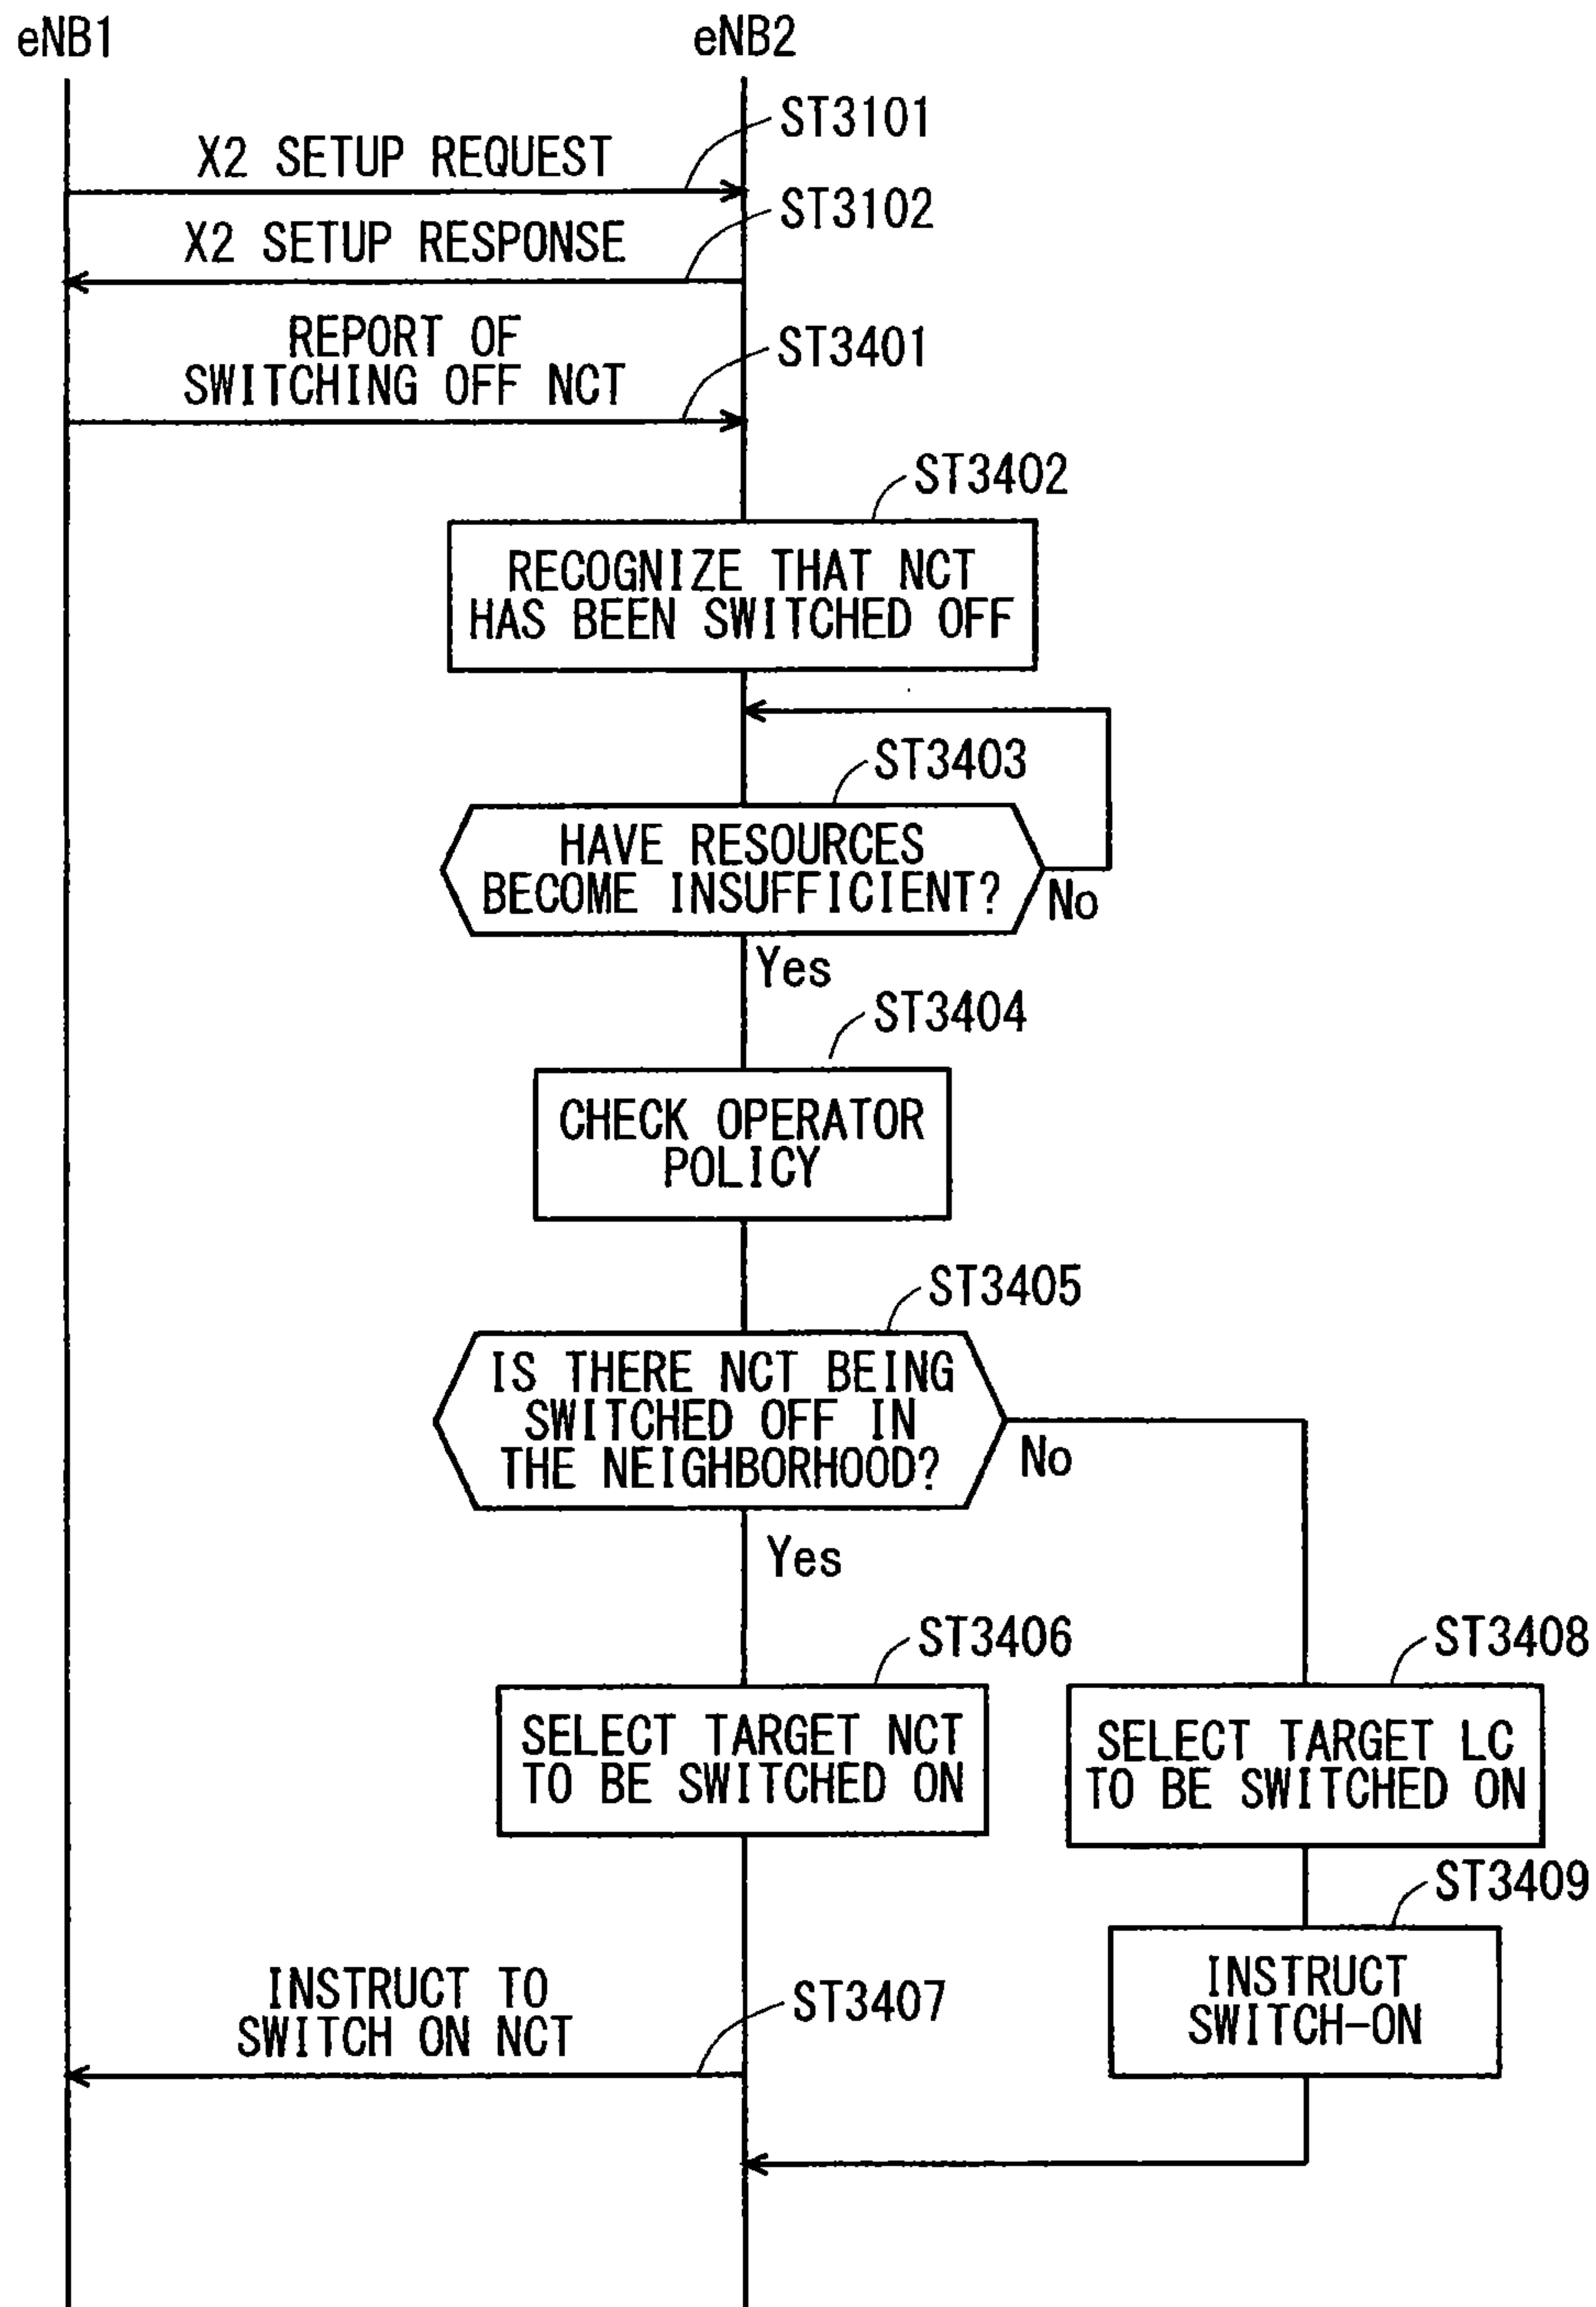 eNB1
eNB2
ST3101
X2 SETUP REQUEST
ST3102
X2 SETUP RESPONSE
REPORT OF
SWITCHING OFF NCT
ST3401
ST3402
RECOGNIZE THAT NCT
HAS BEEN SWITCHED OFF
ST3403
HAVE RESOURCES
BECOME INSUFFICIENT?
No
Yes
ST3404
CHECK OPERATOR
POLICY
ST3405
IS THERE NCT BEING
SWITCHED OFF IN
THE NEIGHBORHOOD?
No
Yes
ST3406
SELECT TARGET NCT
TO BE SWITCHED ON
ST3408
SELECT TARGET LC
TO BE SWITCHED ON
ST3409
INSTRUCT
SWITCH-ON
INSTRUCT TO
SWITCH ON NCT
ST3407